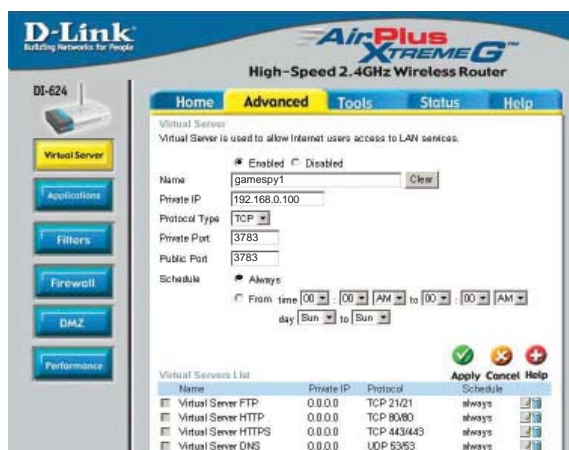 D-Link
Building Networks for People
AirPlus
XTREME G™
High-Speed 2.4GHz Wireless Router
DI-624
Home Advanced Tools Status Help
Virtual Server
Virtual Server is used to allow Internet users access to LAN services.
Virtual Server
Enabled Disabled
Name gamespy1 Clear
Applications
Private IP 192.168.0.100
Protocol Type TCP
Filters
Private Port 3783
Public Port 3783
Firewall
Schedule Always
From time 00 : 00 AM to 00 : 00 AM
day Sun to Sun
DMZ
Performance
Apply Cancel Help
Virtual Servers List
Name Private IP Protocol Schedule
Virtual Server FTP 0.0.0.0 TCP 21/21 always
Virtual Server HTTP 0.0.0.0 TCP 80/80 always
Virtual Server HTTPS 0.0.0.0 TCP 443/443 always
Virtual Server DNS 0.0.0.0 UDP 53/53 always